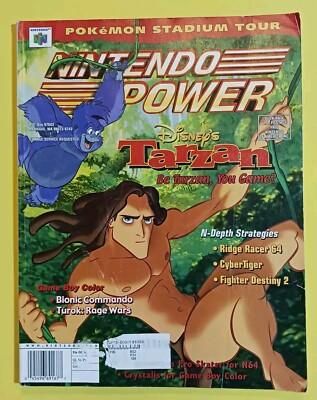 POKéMON STADIUM TOUR
NINTENDO
POWER
DISNEY'S
Tarzan
Be Tarzan, You Game?
N-Depth Strategies
• Ridge Racer 64
• CyberTiger
• Fighter Destiny 2
Game Boy Color
• Bionic Commando
• Turok: Rage Wars
Pro Skater for N64
• Crystalis for Game Boy Color